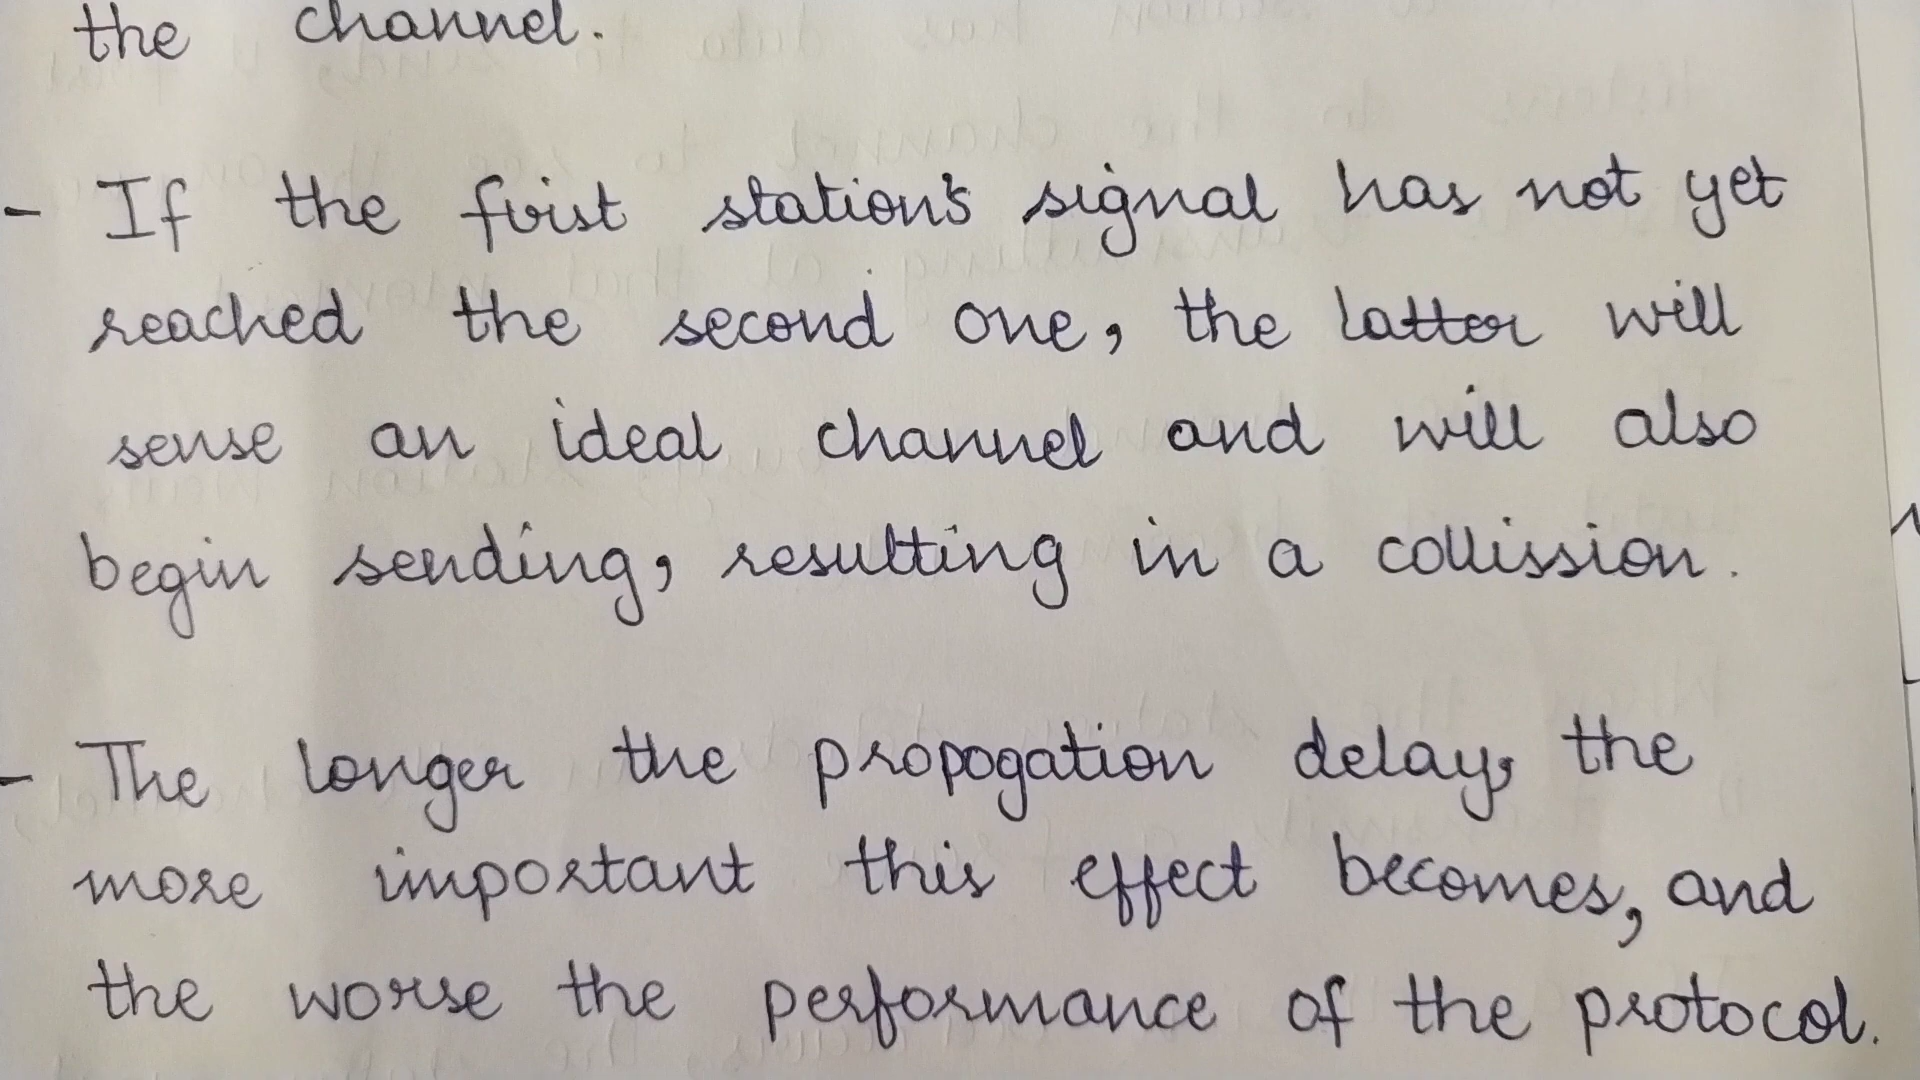 the channel.
- If the first station's signal has not yet
reached the second one, the latter will
sense an ideal channel and will also
begin sending, resulting in a collission.
- The longer the propogation delay, the
more important this effect becomes, and
the worse the performance of the protocol.